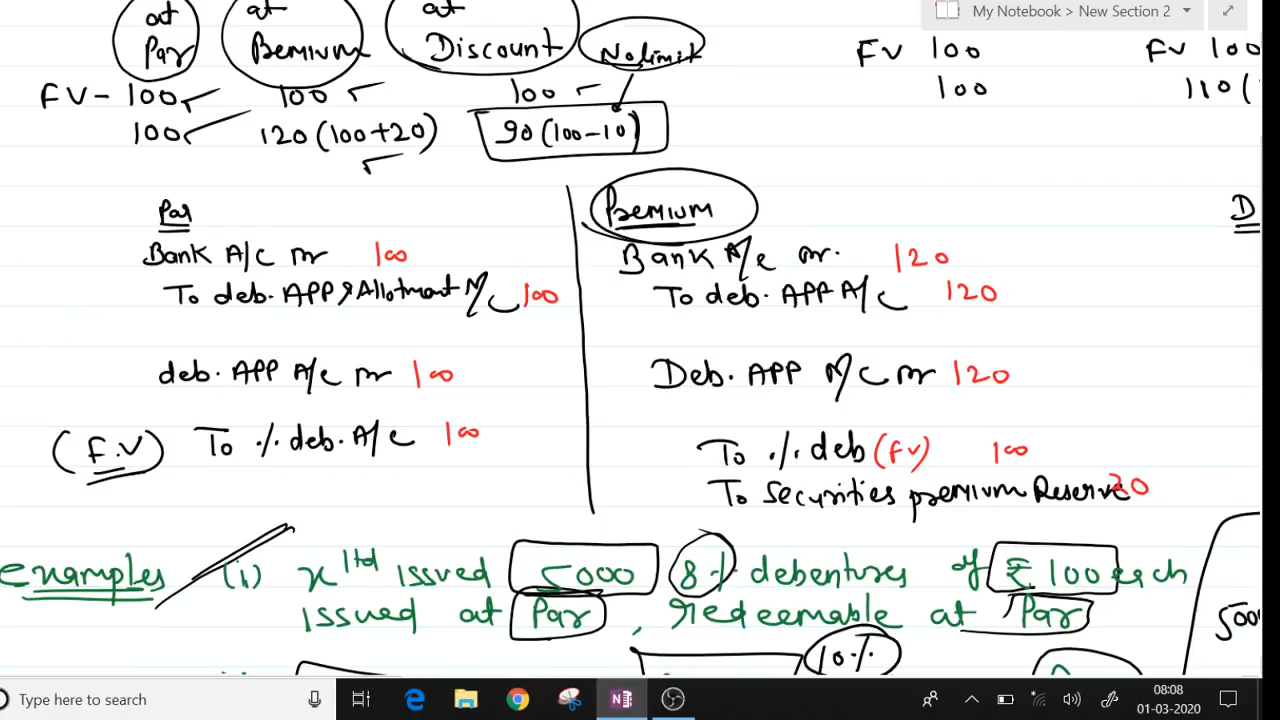 My Notebook > New Section 2
at at at
Par Premium Discount No limit
FV - 100 100 100
100 120 (100+20) 90 (100-10)
FV 100 FV 100
100 110 (
Par
Bank A/c Dr 100
To deb. APP & Allotment A/C 100
deb. APP A/c Dr 100
(F.V) To % deb. A/c 100
Premium
Bank A/c Dr. 120
To deb. APP A/C 120
Deb. APP A/C Dr 120
To % deb (FV) 100
To Securities premium Reserve 20
D
examples (i) x ltd issued 5000 8% debentures of ₹ 100 each
issued at Par, redeemable at Par
500
10%
Type here to search
08:08
01-03-2020